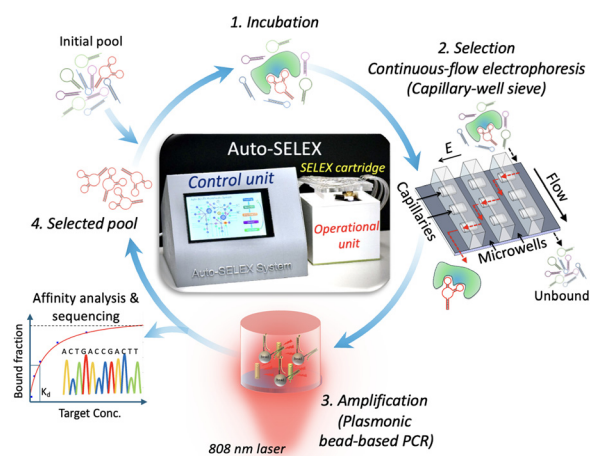 1. Incubation
Initial pool
2. Selection
Continuous-flow electrophoresis
(Capillary-well sieve)
E
Capillaries
Flow
Microwells
Unbound
Auto-SELEX
SELEX cartridge
Control unit
Operational
unit
Auto-SELEX System
4. Selected pool
Affinity analysis &
sequencing
Bound fraction
ACTGACCGACTT
Kd
Target Conc.
3. Amplification
(Plasmonic
bead-based PCR)
808 nm laser